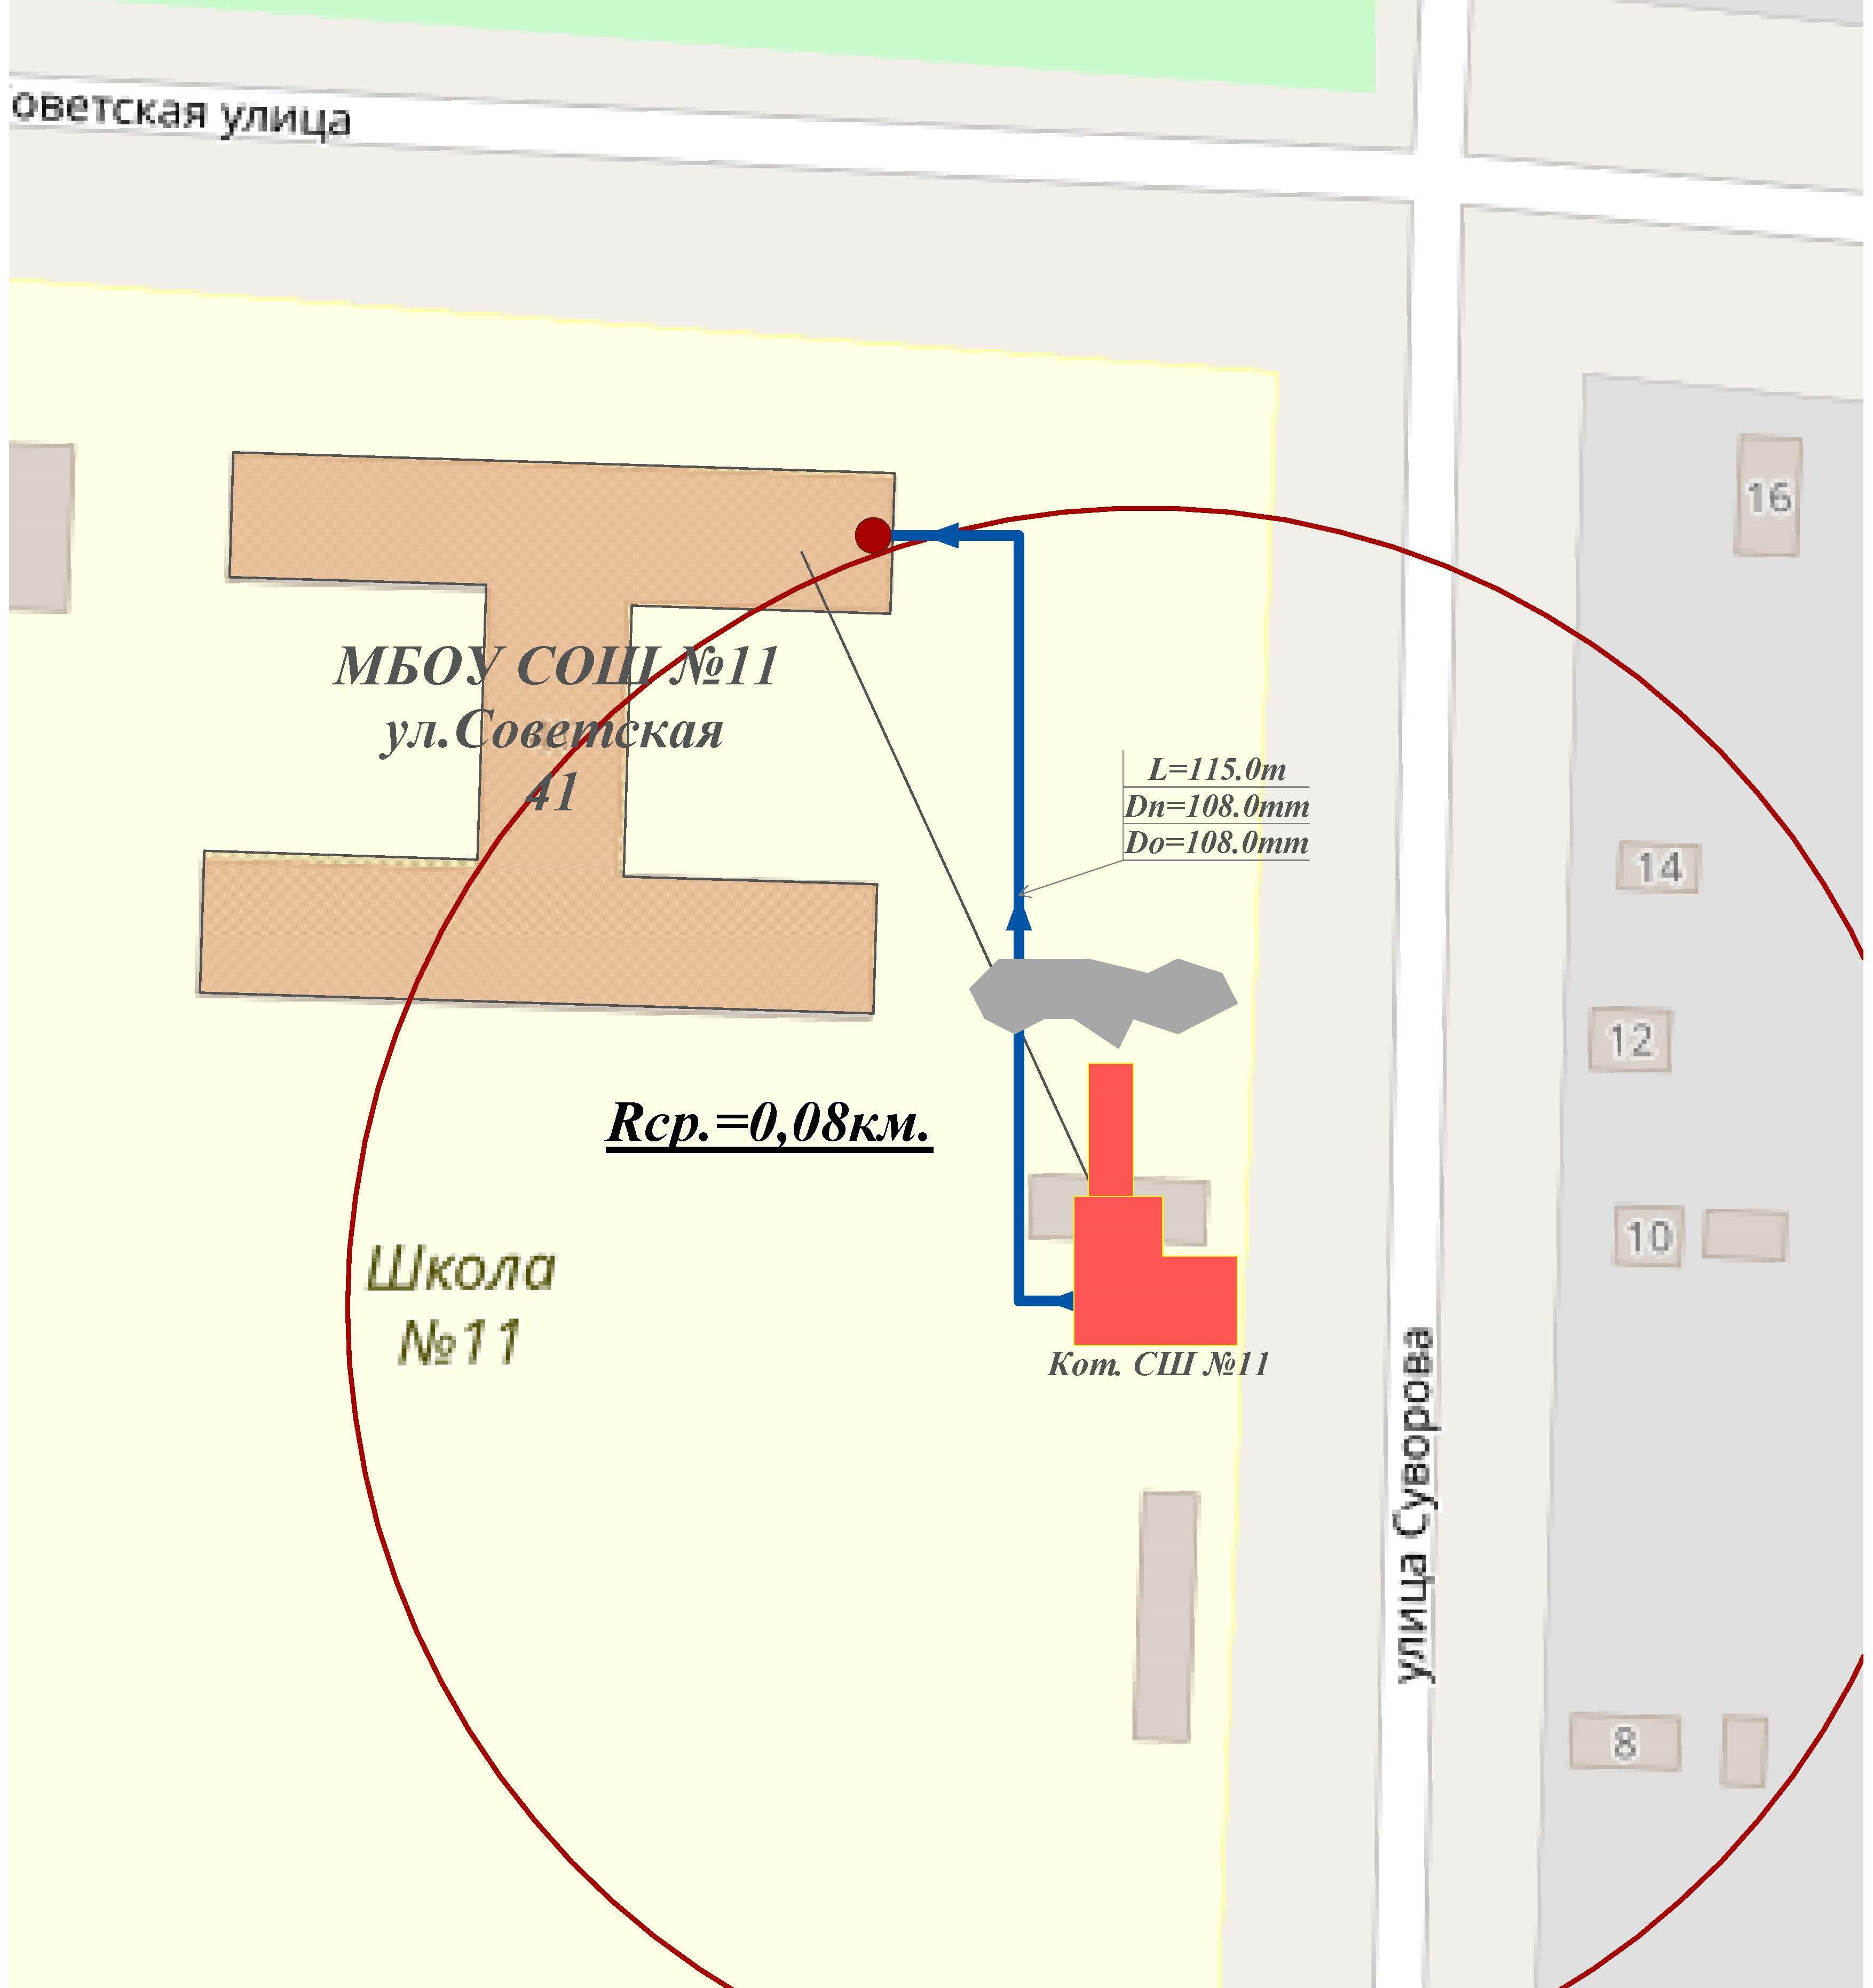 оветская улица
16
МБОУ СОШ №11
ул.Советская
41
L=115.0m
Dn=108.0mm
Do=108.0mm
14
12
Rср.=0,08км.
10
Школа
№11
Кот. СШ №11
улица Суворова
8